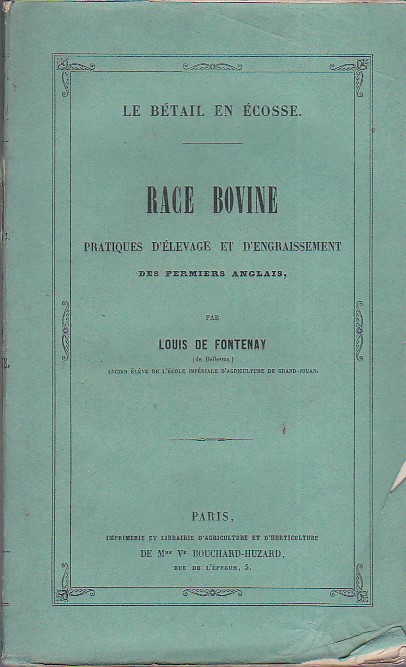 LE BÉTAIL EN ÉCOSSE.
RACE BOVINE
PRATIQUES D'ÉLEVAGE ET D'ENGRAISSEMENT
DES FERMIERS ANGLAIS,
PAR
LOUIS DE FONTENAY
(de Bellesme)
ANCIEN ÉLÈVE DE L'ÉCOLE IMPÉRIALE D'AGRICULTURE DE GRAND-JOUAN.
PARIS,
IMPRIMERIE ET LIBRAIRIE D'AGRICULTURE ET D'HORTICULTURE
DE Mme Ve BOUCHARD-HUZARD,
RUE DE L'ÉPERON, 5.